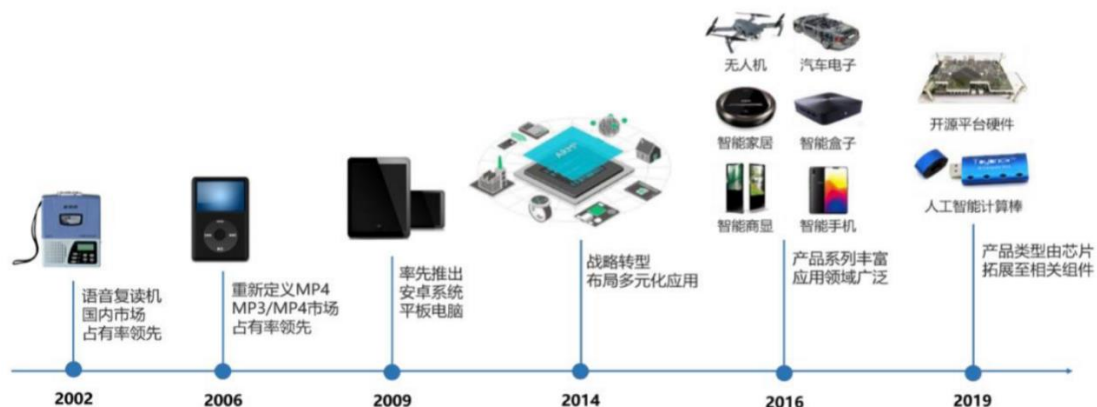 无人机
汽车电子
智能家居
智能盒子
智能商显
智能手机
开源平台硬件
人工智能计算棒
语音复读机
国内市场
占有率领先
重新定义MP4
MP3/MP4市场
占有率领先
率先推出
安卓系统
平板电脑
战略转型
布局多元化应用
产品系列丰富
应用领域广泛
产品类型由芯片
拓展至相关组件
2002
2006
2009
2014
2016
2019